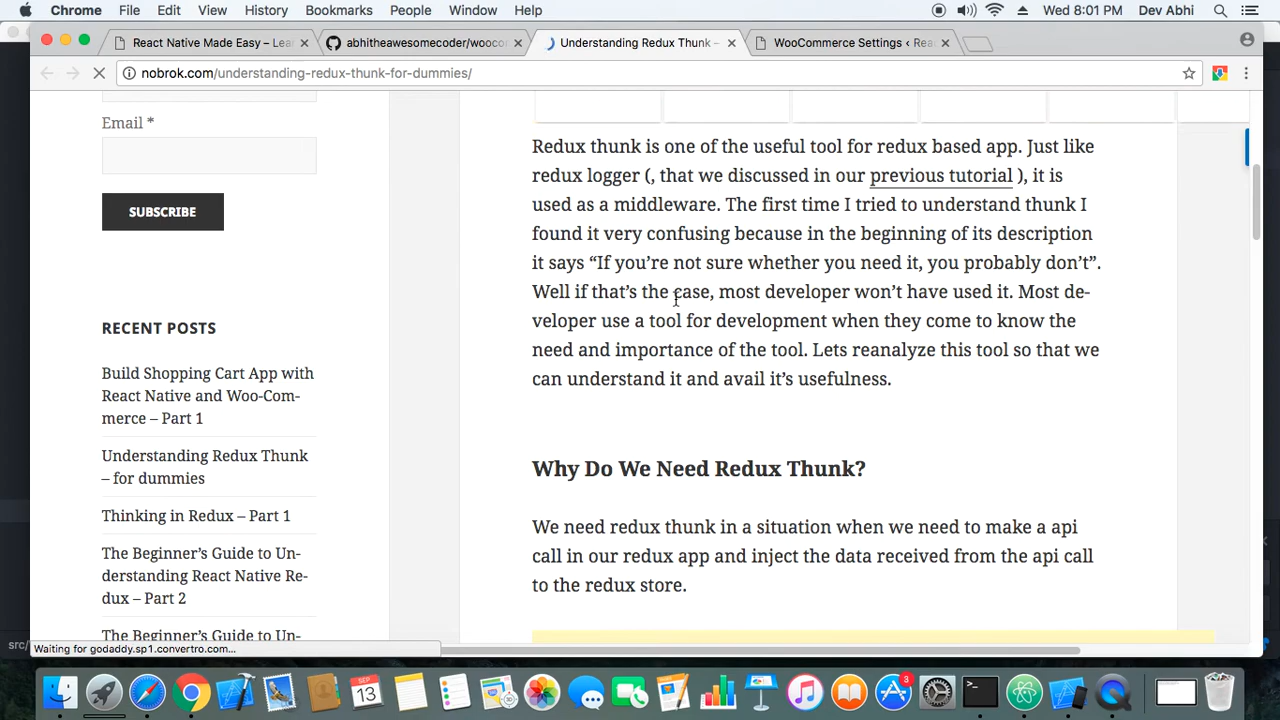 Chrome File Edit View History Bookmarks People Window Help Wed 8:01 PM Dev Abhi
React Native Made Easy – Lea
abhitheawesomecoder/wooco
Understanding Redux Thunk –
WooCommerce Settings ‹ Rea
nobrok.com/understanding-redux-thunk-for-dummies/
Email *
SUBSCRIBE
RECENT POSTS
Build Shopping Cart App with
React Native and Woo-Com-
merce – Part 1
Understanding Redux Thunk
– for dummies
Thinking in Redux – Part 1
The Beginner’s Guide to Un-
derstanding React Native Re-
dux – Part 2
The Beginner’s Guide to Un-
Redux thunk is one of the useful tool for redux based app. Just like
redux logger (, that we discussed in our previous tutorial ), it is
used as a middleware. The first time I tried to understand thunk I
found it very confusing because in the beginning of its description
it says “If you’re not sure whether you need it, you probably don’t”.
Well if that’s the case, most developer won’t have used it. Most de-
veloper use a tool for development when they come to know the
need and importance of the tool. Lets reanalyze this tool so that we
can understand it and avail it’s usefulness.
Why Do We Need Redux Thunk?
We need redux thunk in a situation when we need to make a api
call in our redux app and inject the data received from the api call
to the redux store.
src/
Waiting for godaddy.sp1.convertro.com...
SEP
13
3